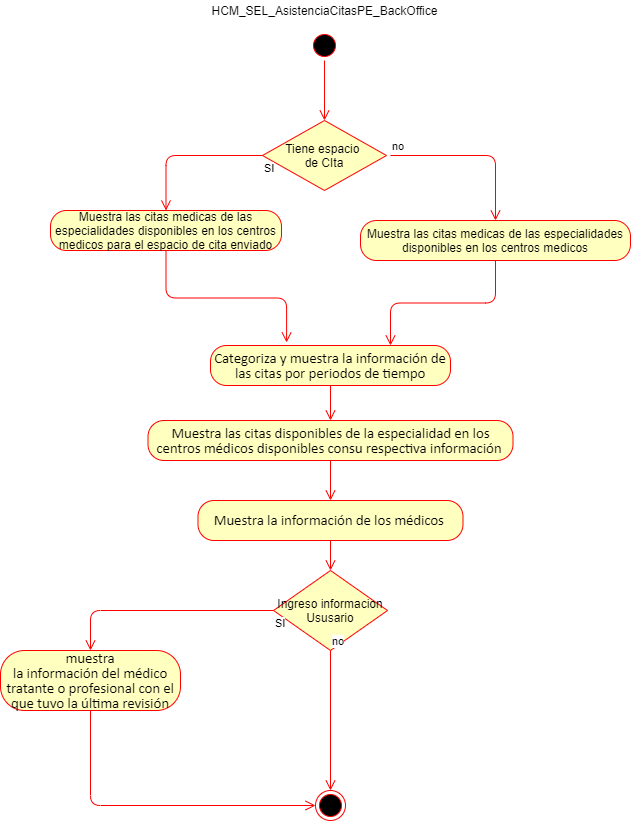 HCM_SEL_AsistenciaCitasPE_BackOffice
Tiene espacio
de CIta
SI
no
Muestra las citas medicas de las
especialidades disponibles en los centros
medicos para el espacio de cita enviado
Muestra las citas medicas de las especialidades
disponibles en los centros medicos
Categoriza y muestra la información de
las citas por periodos de tiempo
Muestra las citas disponibles de la especialidad en los
centros médicos disponibles consu respectiva información
Muestra la información de los médicos
Ingreso informacion
Ususario
SI
no
muestra
la información del médico
tratante o profesional con el
que tuvo la última revisión